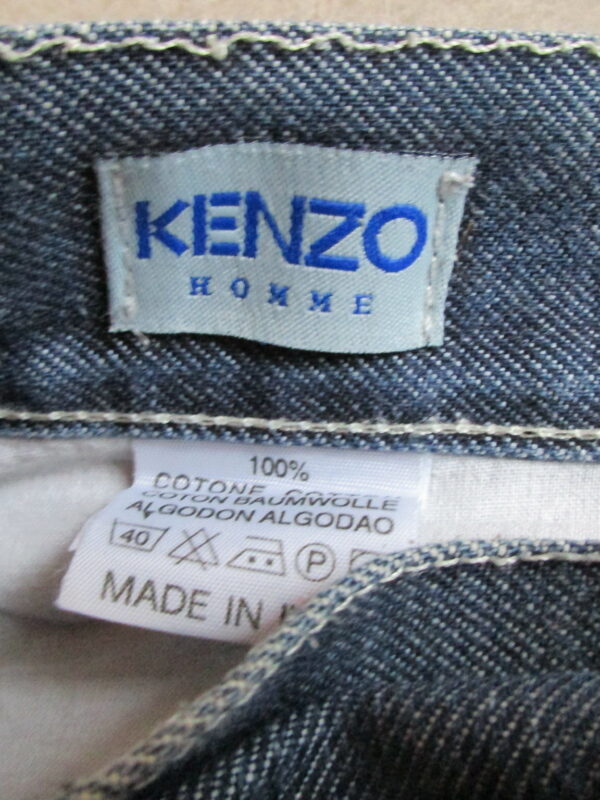 KENZO
HOMME
100%
COTONE
COTON BAUMWOLLE
ALGODON ALGODAO
40 P
MADE IN